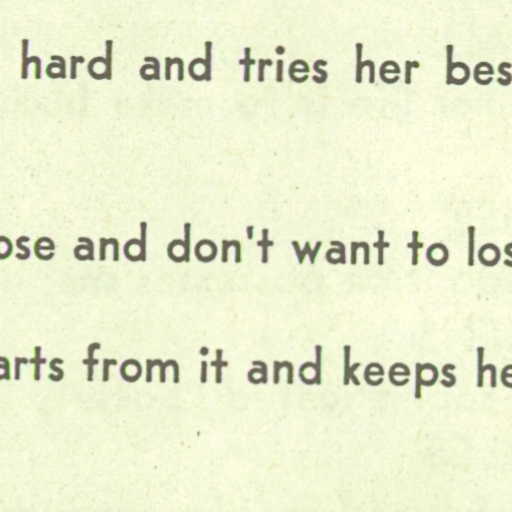 hard and tries her bes
ose and don't want to los
arts from it and keeps he